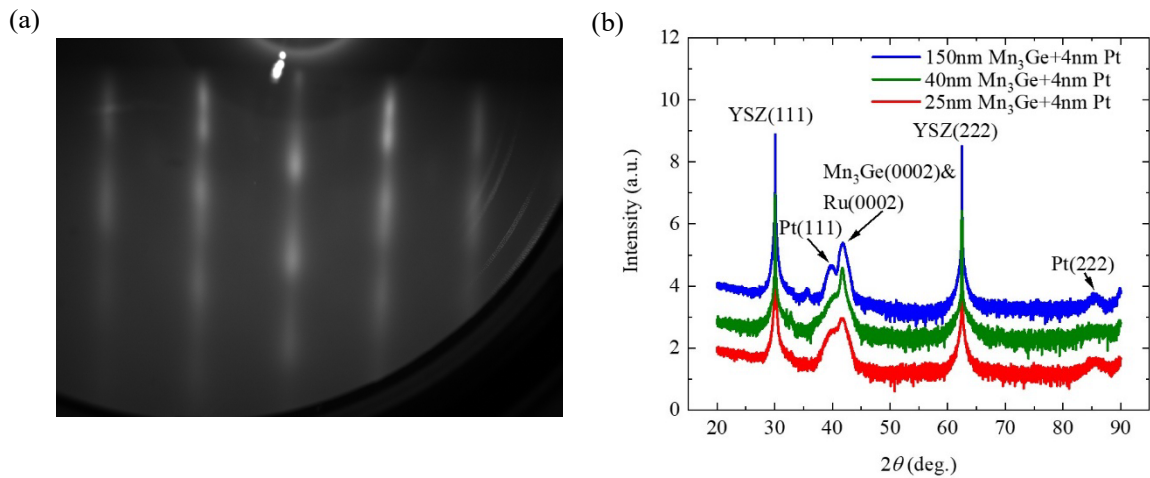 (a)
(b)
150nm Mn₃Ge+4nm Pt
40nm Mn₃Ge+4nm Pt
25nm Mn₃Ge+4nm Pt
YSZ(111)
YSZ(222)
Mn₃Ge(0002)&
Ru(0002)
Pt(111)
Pt(222)
Intensity (a.u.)
12
10
8
6
4
2
0
20 30 40 50 60 70 80 90
2θ (deg.)